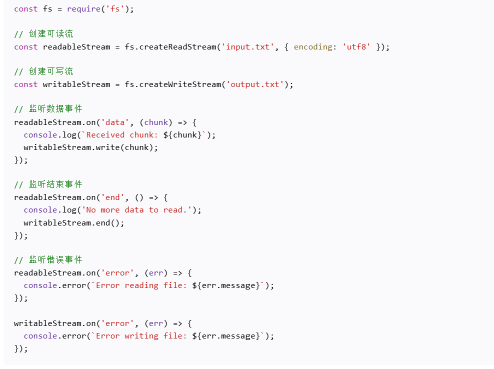 const fs = require('fs');
// 创建可读流
const readableStream = fs.createReadStream('input.txt', { encoding: 'utf8' });
// 创建可写流
const writableStream = fs.createWriteStream('output.txt');
// 监听数据事件
readableStream.on('data', (chunk) => {
  console.log(`Received chunk: ${chunk}`);
  writableStream.write(chunk);
});
// 监听结束事件
readableStream.on('end', () => {
  console.log('No more data to read.');
  writableStream.end();
});
// 监听错误事件
readableStream.on('error', (err) => {
  console.error(`Error reading file: ${err.message}`);
});
writableStream.on('error', (err) => {
  console.error(`Error writing file: ${err.message}`);
});